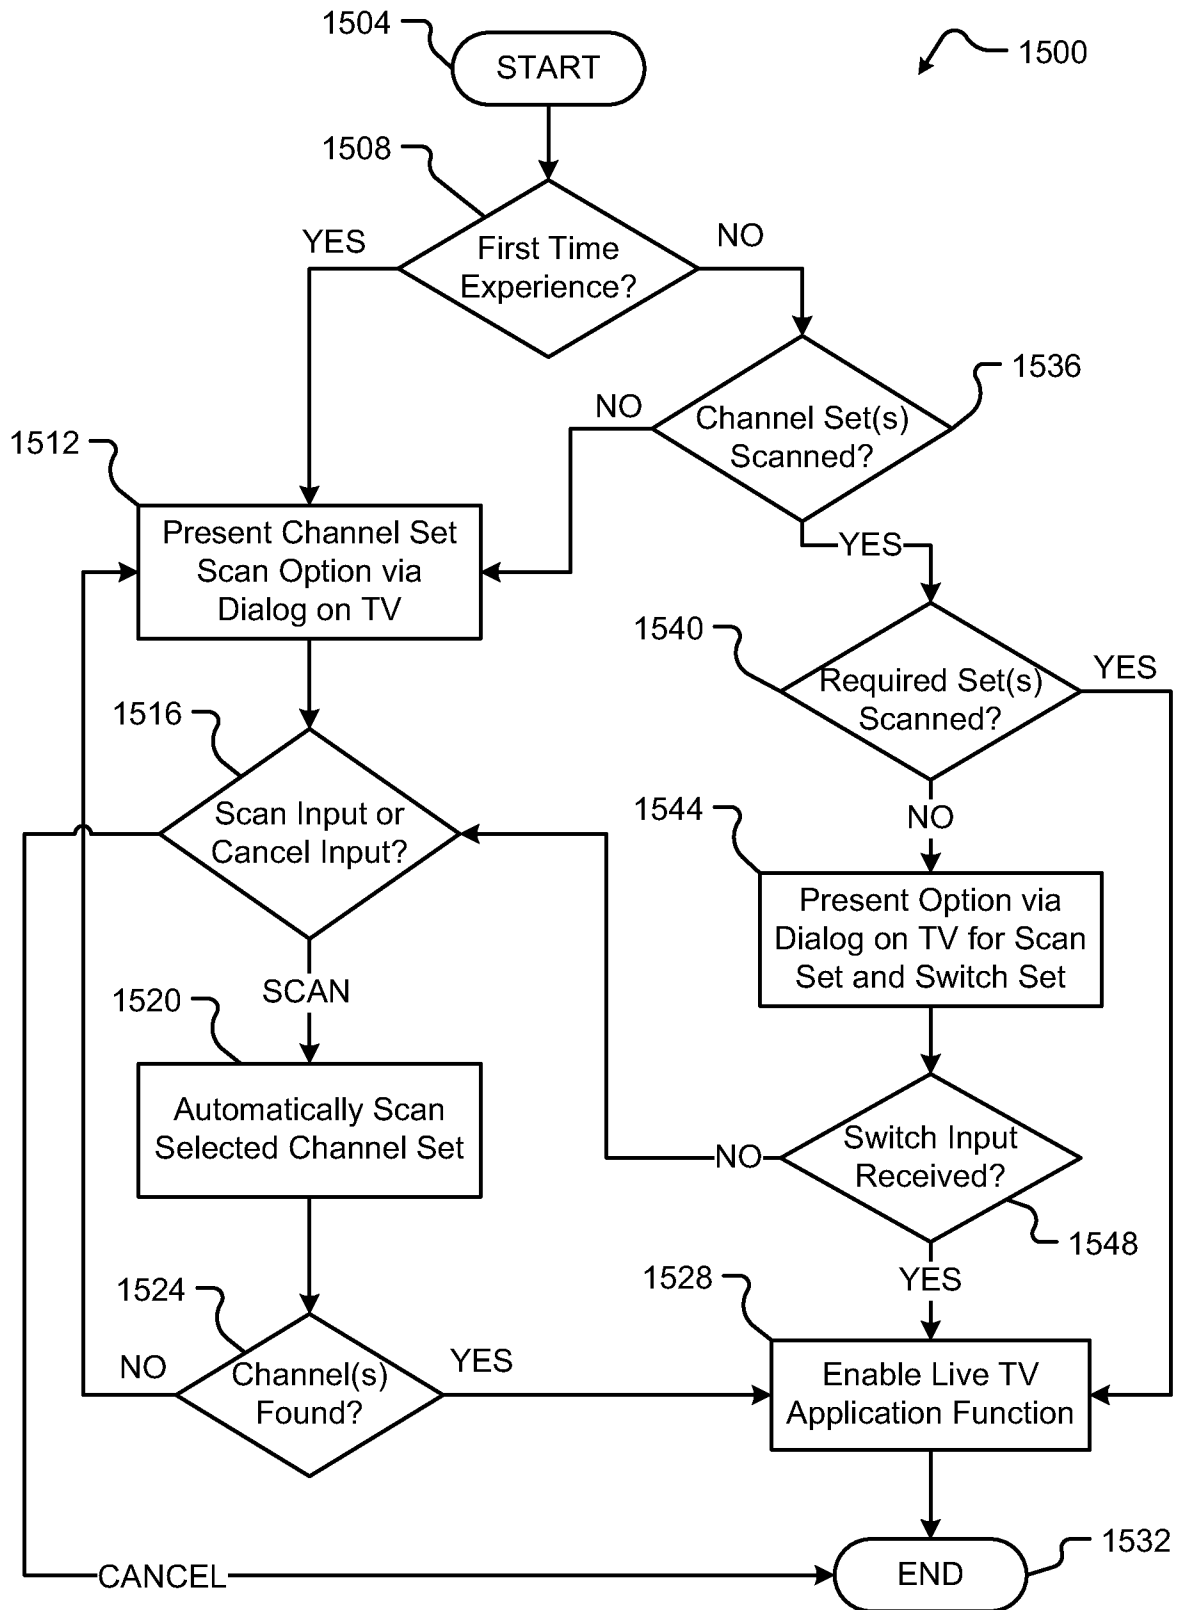 1504
START
1500
1508
First Time
Experience?
YES
NO
1536
Channel Set(s)
Scanned?
NO
YES
1512
Present Channel Set
Scan Option via
Dialog on TV
1540
Required Set(s)
Scanned?
YES
NO
1516
Scan Input or
Cancel Input?
SCAN
1544
Present Option via
Dialog on TV for Scan
Set and Switch Set
1520
Automatically Scan
Selected Channel Set
Switch Input
Received?
NO
1548
YES
1524
Channel(s)
Found?
NO
YES
1528
Enable Live TV
Application Function
CANCEL
END
1532